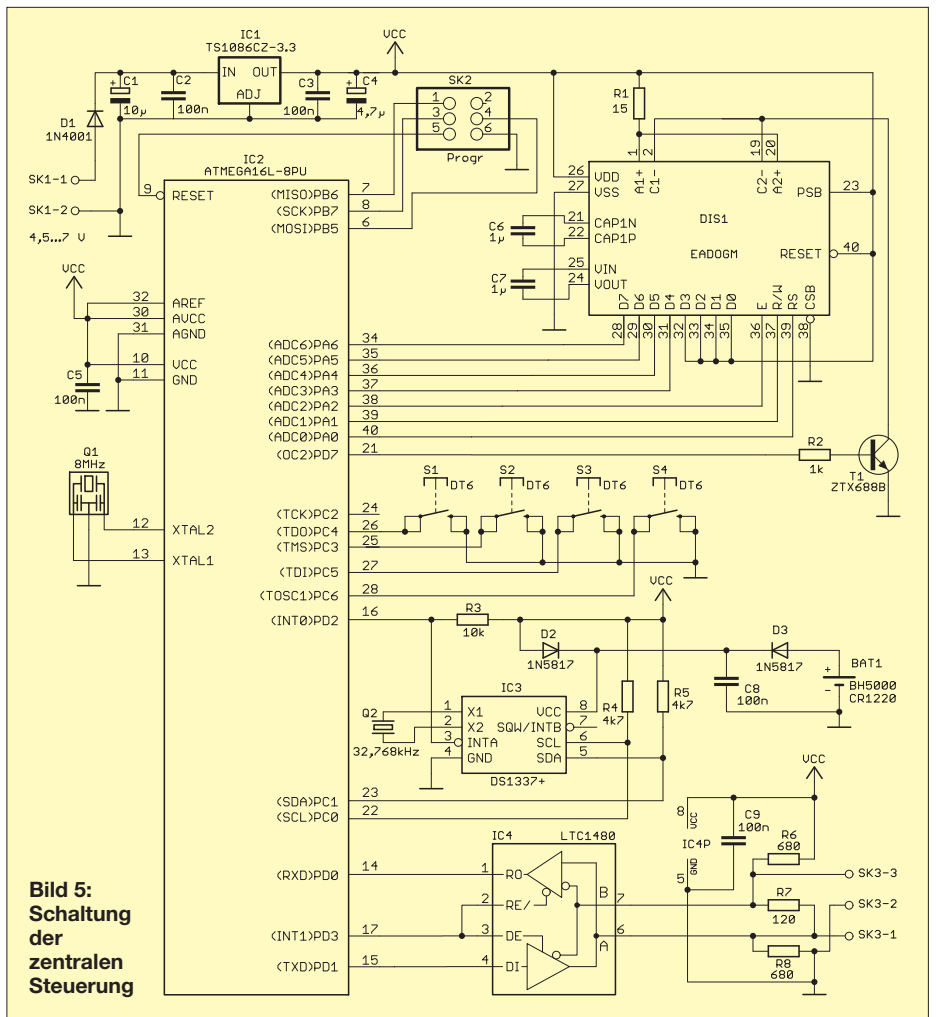 IC1
TS1086CZ-3.3
VCC
IN OUT
ADJ
C1
10µ
C2
100n
C3
100n
C4
4,7µ
D1
1N4001
SK1-1
SK1-2
4,5...7 V
SK2
1 2
3 4
5 6
Progr
R1
15
IC2
ATMEGA16L-8PU
9 RESET
(MISO)PB6 7
(SCK)PB7 8
(MOSI)PB5 6
1 2 19 20
A1+ C1- C2- A2+
26 VDD
27 VSS
PSB 23
21 CAP1N
22 CAP1P
DIS1
EADOGM
RESET 40
25 VIN
24 VOUT
C6
1µ
C7
1µ
D7 D6 D5 D4 D3 D2 D1 D0 E R/W RS CSB
28 29 30 31 32 33 34 35 36 37 39 38
VCC
32 AREF
30 AVCC
31 AGND
10 VCC
11 GND
C5
100n
(ADC6)PA6 34
(ADC5)PA5 35
(ADC4)PA4 36
(ADC3)PA3 37
(ADC2)PA2 38
(ADC1)PA1 39
(ADC0)PA0 40
(OC2)PD7 21
R2
1k
T1
ZTX688B
Q1
8MHz
12 XTAL2
13 XTAL1
S1 DT6
S2 DT6
S3 DT6
S4 DT6
(TCK)PC2 24
(TDO)PC4 26
(TMS)PC3 25
(TDI)PC5 27
(TOSC1)PC6 28
(INT0)PD2 16
R3
10k
VCC
D2
1N5817
D3
1N5817
BAT1
+
-
BH5000
CR1220
C8
100n
R4
4k7
R5
4k7
IC3
1 X1
2 X2
3 INTA
4 GND
VCC 8
SQW/INTB 7
SCL 6
SDA 5
DS1337+
Q2
32,768kHz
(SDA)PC1 23
(SCL)PC0 22
IC4 LTC1480
(RXD)PD0 14
1 RO
2 RE/
(INT1)PD3 17
3 DE
(TXD)PD1 15
4 DI
B 7
A 6
VCC
8 VCC
IC4P
5 GND
C9
100n
R6
680
R7
120
R8
680
SK3-3
SK3-2
SK3-1
Bild 5:
Schaltung
der
zentralen
Steuerung